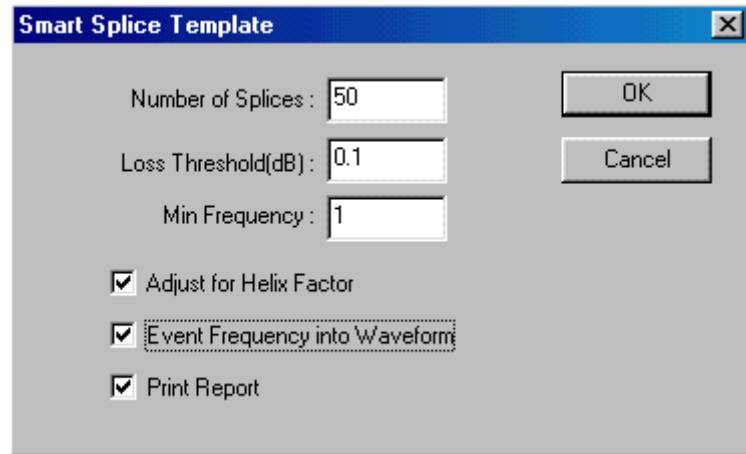 Smart Splice Template
Number of Splices : 50
OK
Loss Threshold(dB) : 0.1
Cancel
Min Frequency : 1
Adjust for Helix Factor
Event Frequency into Waveform
Print Report